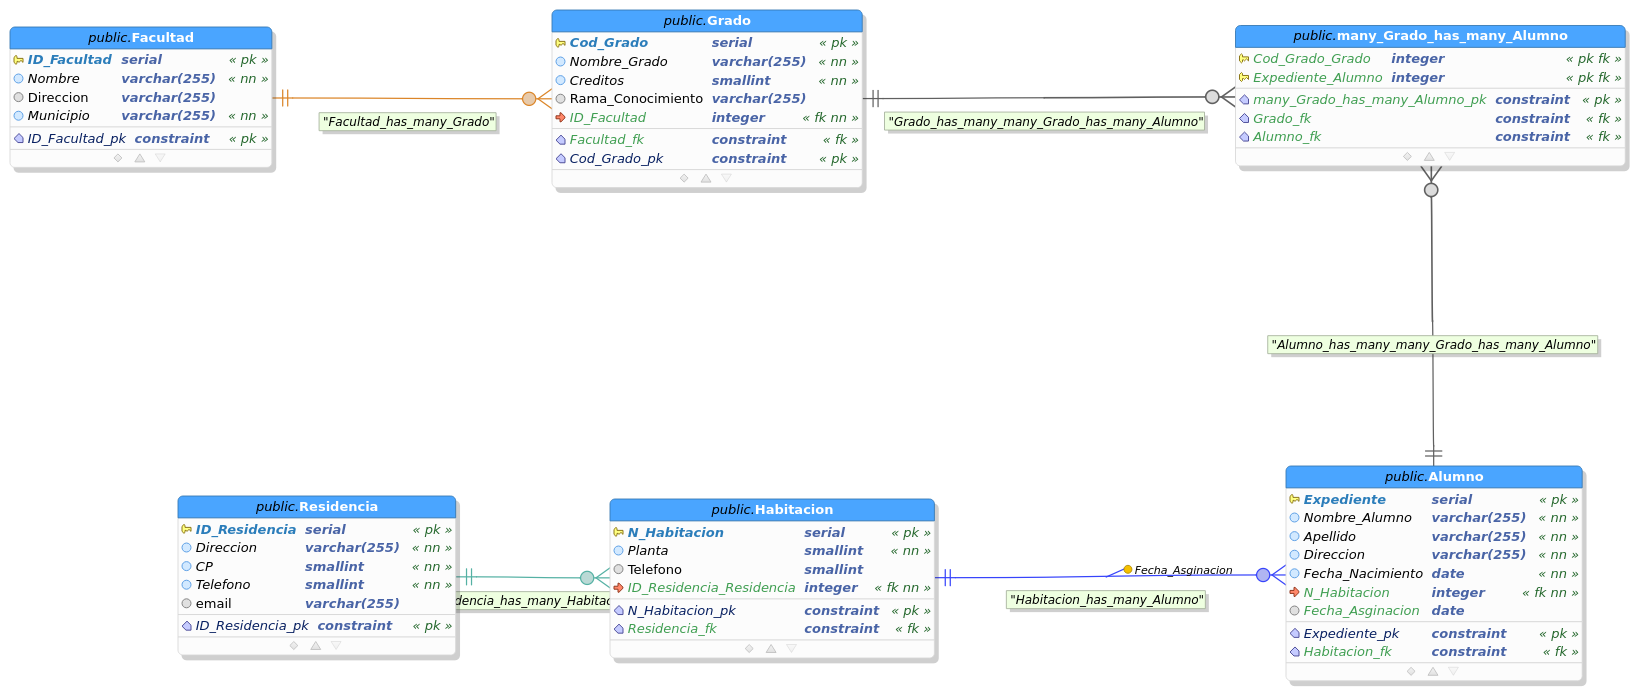 public.Facultad
ID_Facultad serial « pk »
Nombre varchar(255) « nn »
Direccion varchar(255)
Municipio varchar(255) « nn »
ID_Facultad_pk constraint « pk »
"Facultad_has_many_Grado"
public.Grado
Cod_Grado serial « pk »
Nombre_Grado varchar(255) « nn »
Creditos smallint « nn »
Rama_Conocimiento varchar(255)
ID_Facultad integer « fk nn »
Facultad_fk constraint « fk »
Cod_Grado_pk constraint « pk »
"Grado_has_many_many_Grado_has_many_Alumno"
public.many_Grado_has_many_Alumno
Cod_Grado_Grado integer « pk fk »
Expediente_Alumno integer « pk fk »
many_Grado_has_many_Alumno_pk constraint « pk »
Grado_fk constraint « fk »
Alumno_fk constraint « fk »
"Alumno_has_many_many_Grado_has_many_Alumno"
public.Residencia
ID_Residencia serial « pk »
Direccion varchar(255) « nn »
CP smallint « nn »
Telefono smallint « nn »
email varchar(255)
ID_Residencia_pk constraint « pk »
dencia_has_many_Habitac
public.Habitacion
N_Habitacion serial « pk »
Planta smallint « nn »
Telefono smallint
ID_Residencia_Residencia integer « fk nn »
N_Habitacion_pk constraint « pk »
Residencia_fk constraint « fk »
Fecha_Asginacion
"Habitacion_has_many_Alumno"
public.Alumno
Expediente serial « pk »
Nombre_Alumno varchar(255) « nn »
Apellido varchar(255) « nn »
Direccion varchar(255) « nn »
Fecha_Nacimiento date « nn »
N_Habitacion integer « fk nn »
Fecha_Asginacion date
Expediente_pk constraint « pk »
Habitacion_fk constraint « fk »